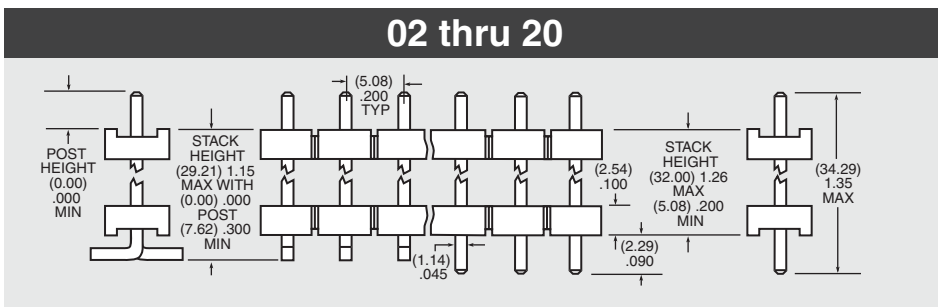 02 thru 20
(5.08)
.200
TYP
POST
HEIGHT
(0.00)
.000
MIN
STACK
HEIGHT
(29.21) 1.15
MAX WITH
(0.00) .000
POST
(7.62) .300
MIN
(1.14)
.045
(2.54)
.100
(2.29)
.090
STACK
HEIGHT
(32.00) 1.26
MAX
(5.08) .200
MIN
(34.29)
1.35
MAX